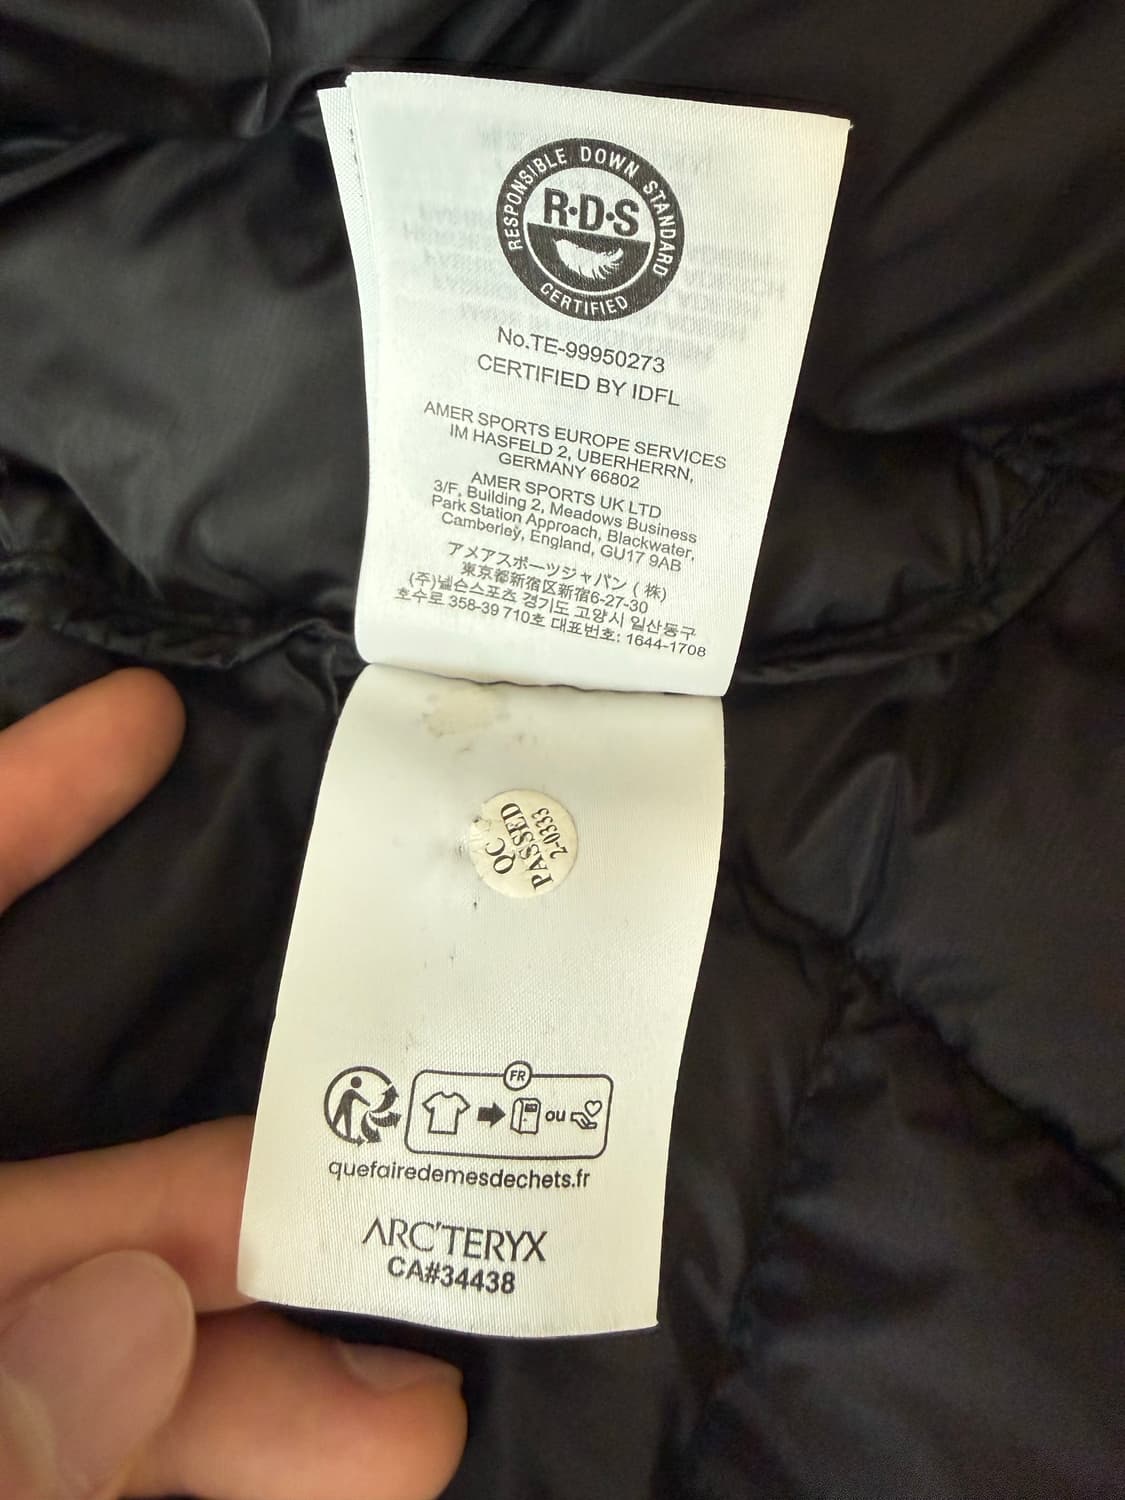 RESPONSIBLE DOWN STANDARD
R·D·S
CERTIFIED
No.TE-99950273
CERTIFIED BY IDFL
AMER SPORTS EUROPE SERVICES
IM HASFELD 2, UBERHERRN,
GERMANY 66802
AMER SPORTS UK LTD
3/F, Building 2, Meadows Business
Park Station Approach, Blackwater,
Camberley, England, GU17 9AB
アメアスポーツジャパン ( 株)
東京都新宿区新宿6-27-30
(주)넬슨스포츠 경기도 고양시 일산동구
호수로 358-39 710호 대표번호: 1644-1708
QC
PASSED
2-0333
FR
ou
quefairedemesdechets.fr
ARC'TERYX
CA#34438